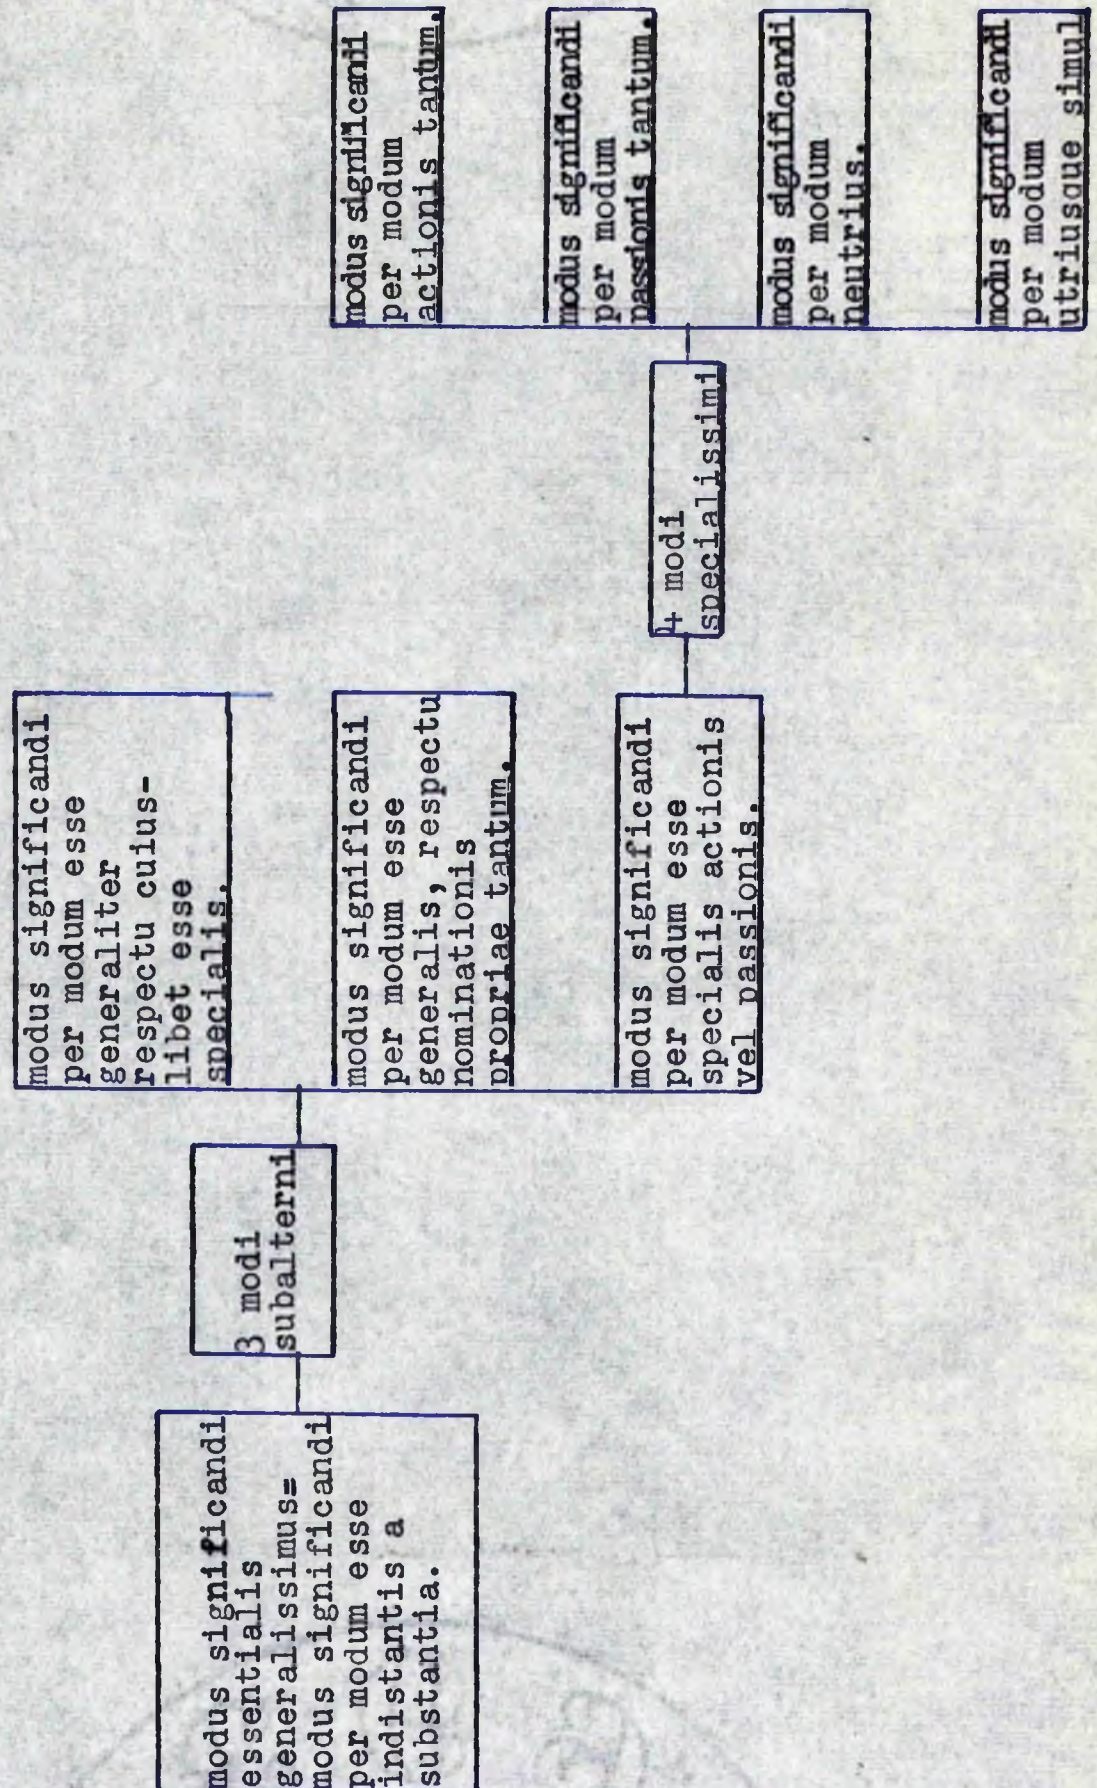 modus significandi
essentialis
generalissimus=
modus significandi
per modum esse
indistantis a
substantia.
3 modi
subalterni
modus significandi
per modum esse
generaliter
respectu cuius-
libet esse
specialis.
modus significandi
per modum esse
generalis, respectu
nominationis
propriae tantum.
modus significandi
per modum esse
specialis actionis
vel passionis.
4 modi
specialissimi
modus significandi
per modum
actionis tantum.
modus significandi
per modum
passionis tantum.
modus significandi
per modum
neutrius.
modus significandi
per modum
utriusque simul